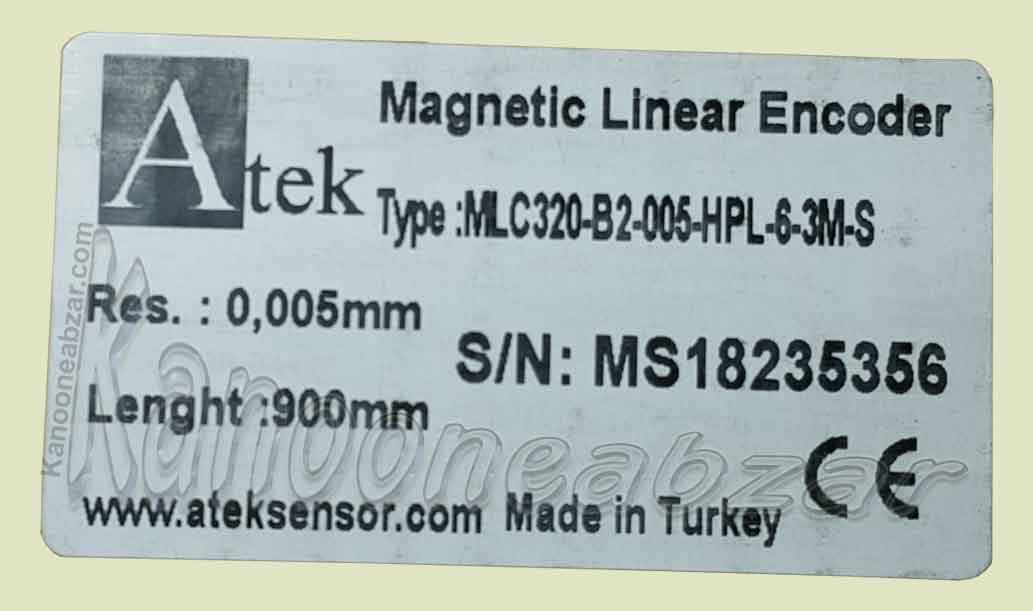 Atek
Magnetic Linear Encoder
Type :MLC320-B2-005-HPL-6-3M-S
Res. : 0,005mm
S/N: MS18235356
Lenght :900mm
CE
www.ateksensor.com Made in Turkey
Kanooneabzar.com
Kanooneabzar